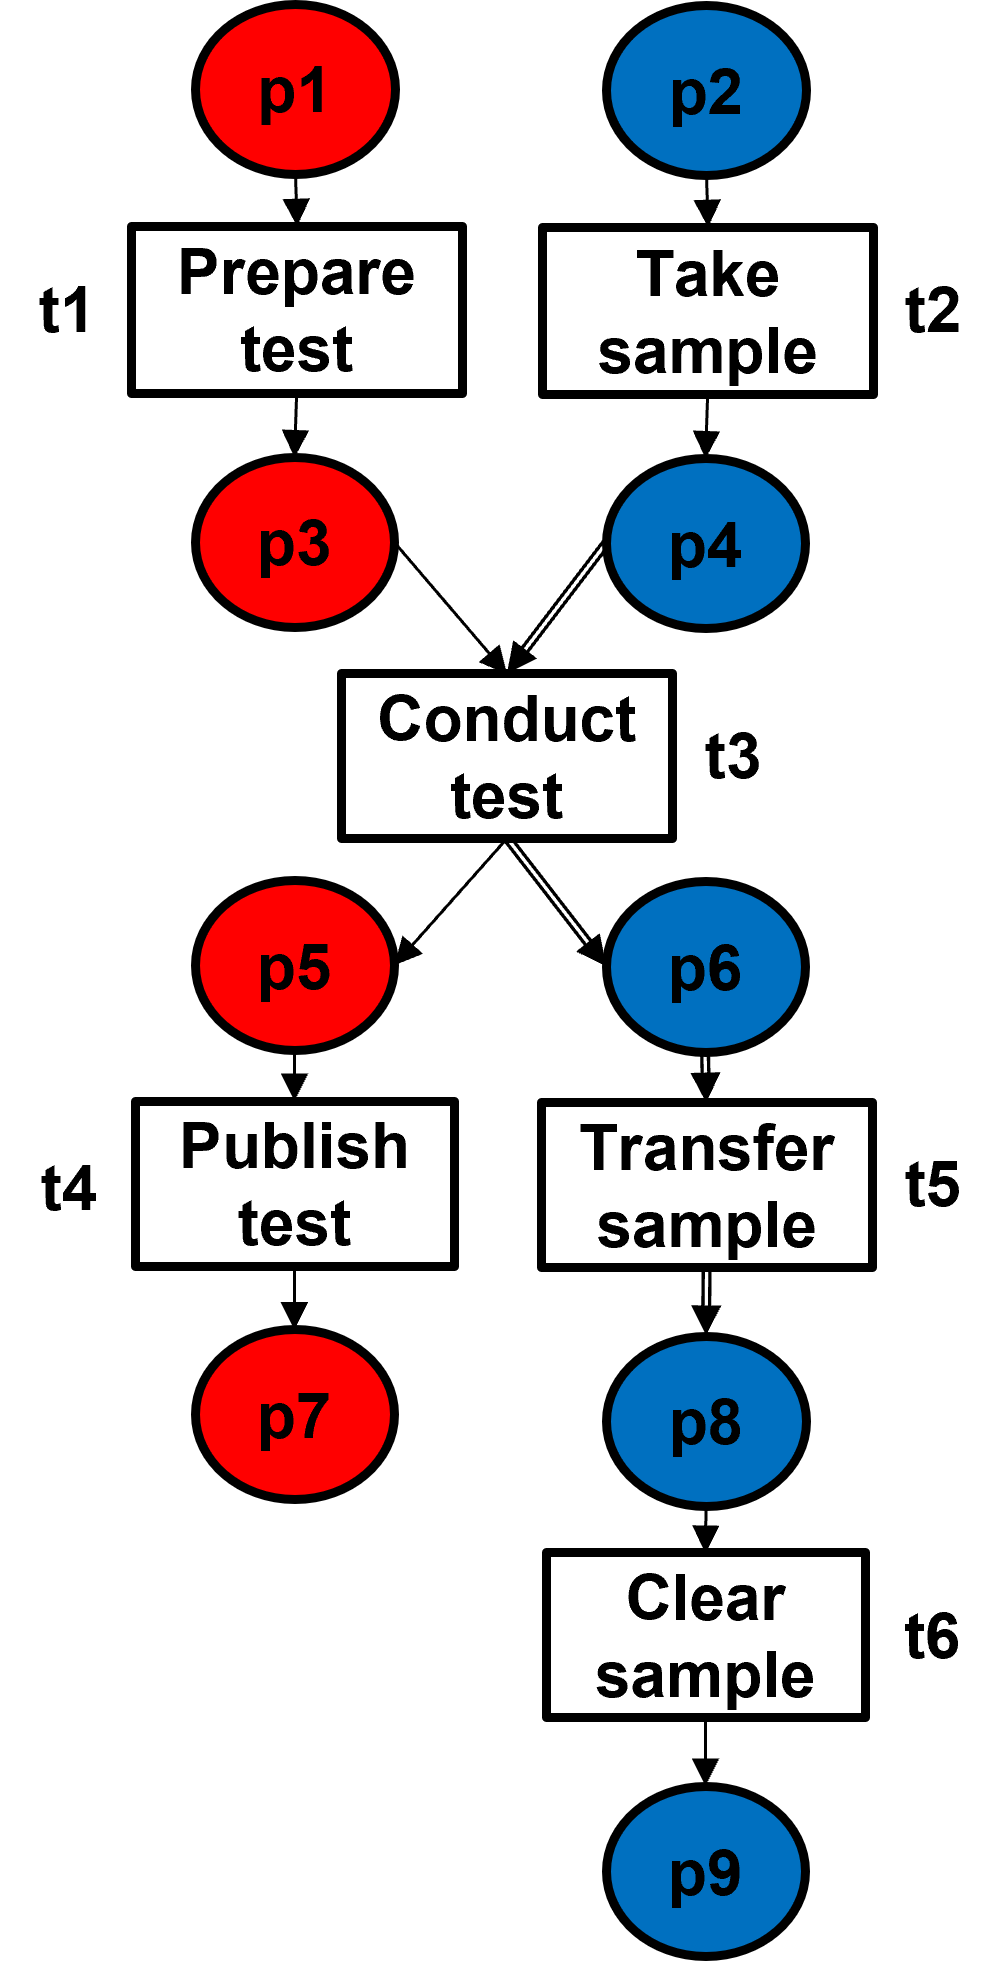 p1
p2
t1
Prepare
test
Take
sample
t2
p3
p4
Conduct
test
t3
p5
p6
t4
Publish
test
Transfer
sample
t5
p7
p8
Clear
sample
t6
p9